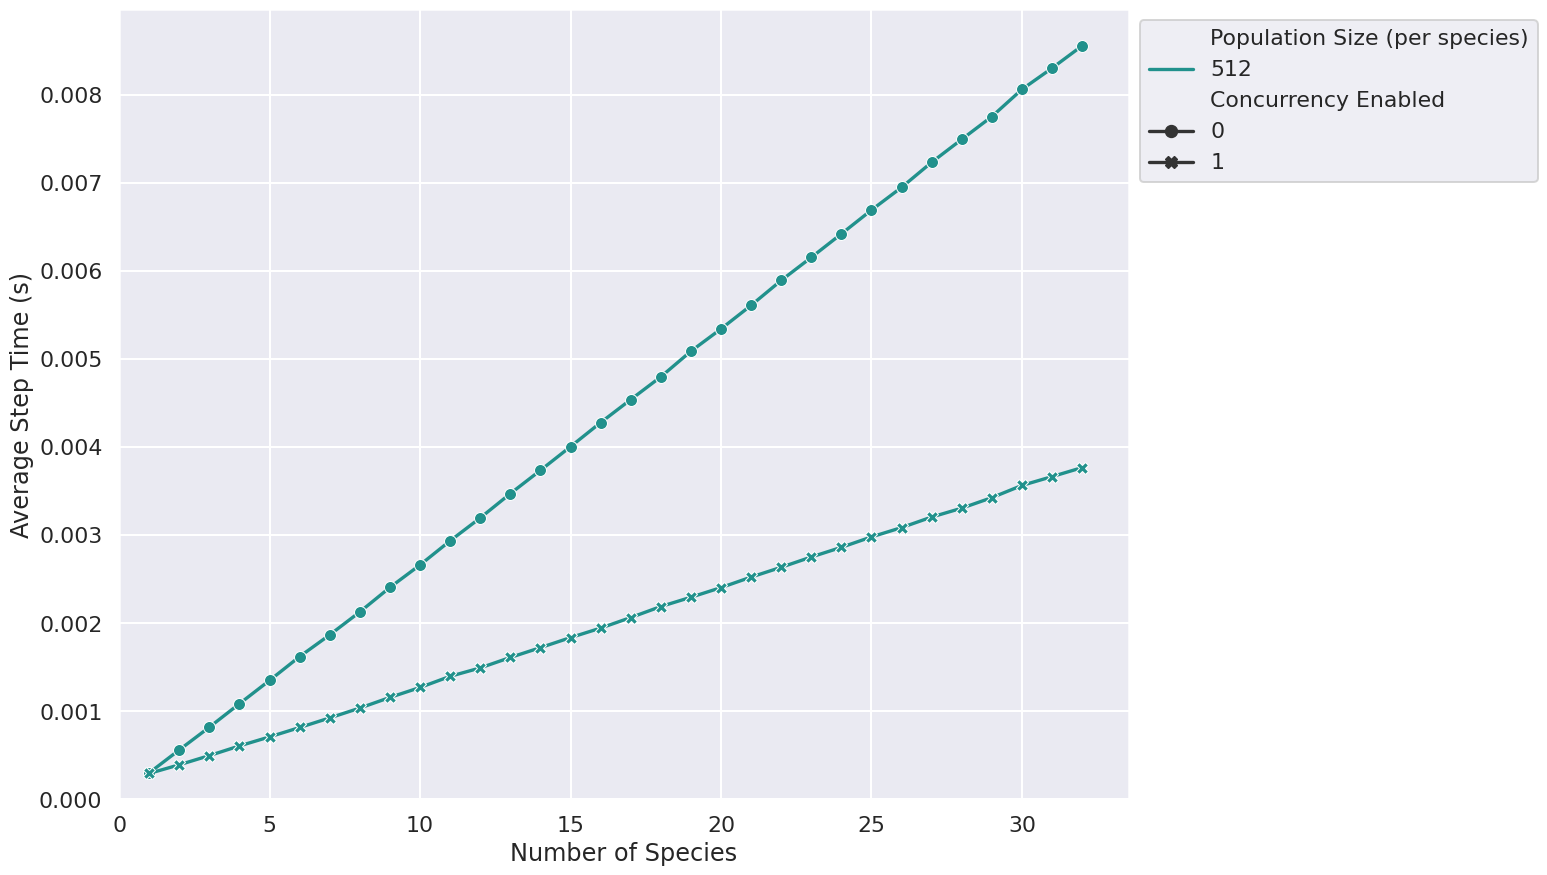 0.008
0.007
0.006
0.005
0.004
0.003
0.002
0.001
0.000
Average Step Time (s)
0 5 10 15 20 25 30
Number of Species
Population Size (per species)
512
Concurrency Enabled
0
1